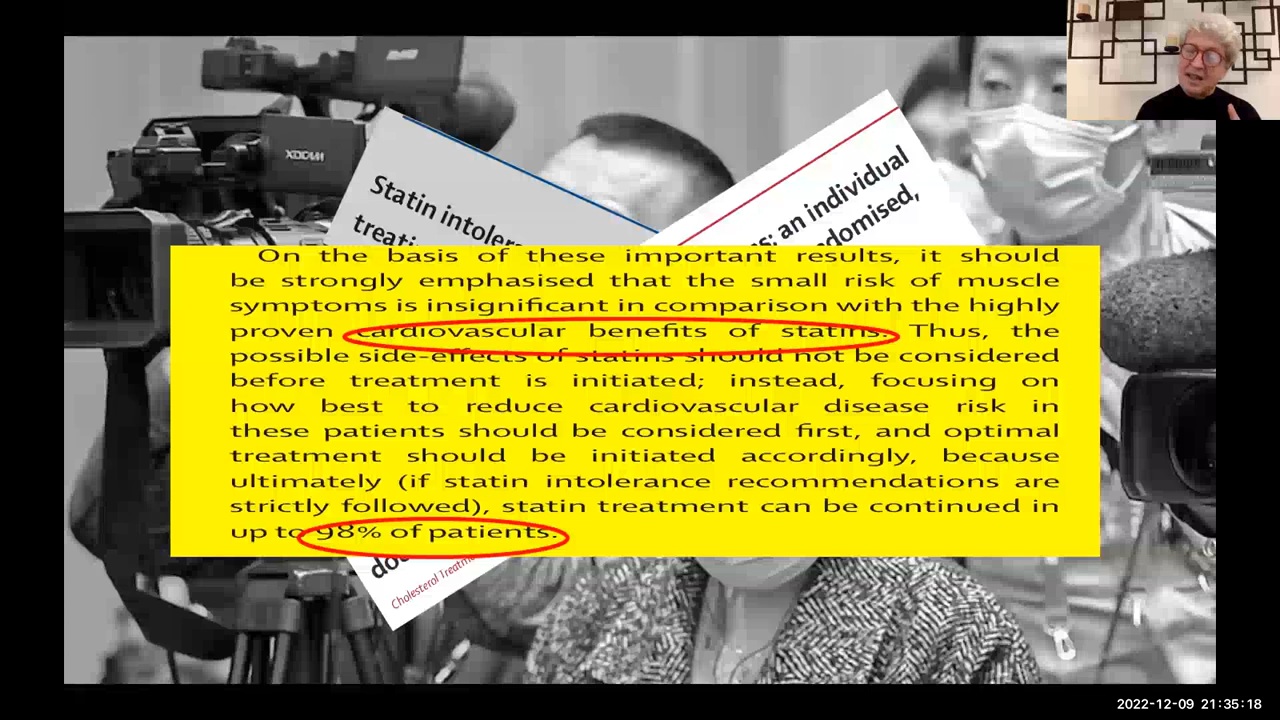 XDCAM
Statin intoler
treati
s: an individual
domised,
On the basis of these important results, it should
be strongly emphasised that the small risk of muscle
symptoms is insignificant in comparison with the highly
proven cardiovascular benefits of statins. Thus, the
possible side-effects of statins should not be considered
before treatment is initiated; instead, focusing on
how best to reduce cardiovascular disease risk in
these patients should be considered first, and optimal
treatment should be initiated accordingly, because
ultimately (if statin intolerance recommendations are
strictly followed), statin treatment can be continued in
up to 98% of patients.
Cholesterol Treatm
2022-12-09 21:35:18